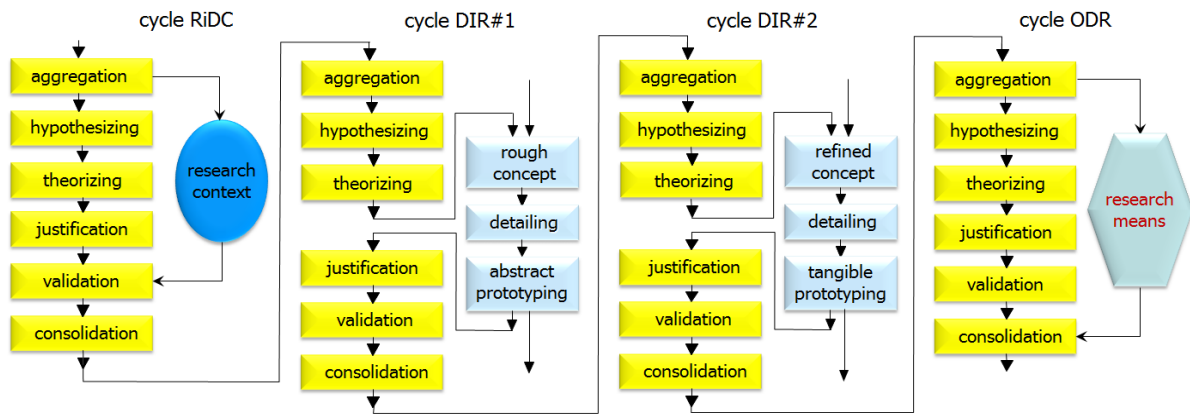 cycle RiDC
aggregation
hypothesizing
theorizing
justification
validation
consolidation
research
context
cycle DIR#1
aggregation
hypothesizing
theorizing
rough
concept
detailing
abstract
prototyping
justification
validation
consolidation
cycle DIR#2
aggregation
hypothesizing
theorizing
refined
concept
detailing
tangible
prototyping
justification
validation
consolidation
cycle ODR
aggregation
hypothesizing
theorizing
justification
validation
consolidation
research
means